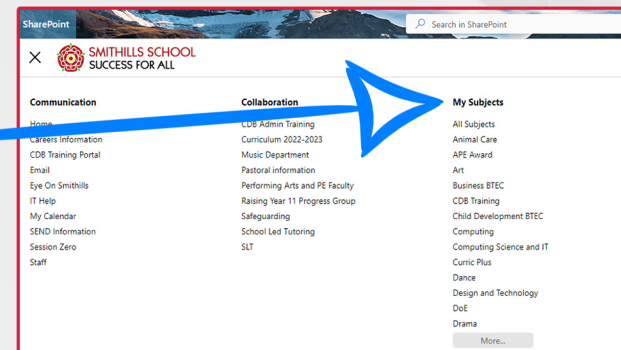 SharePoint
Search in SharePoint
SMITHILLS SCHOOL
SUCCESS FOR ALL
Communication
Home
Careers Information
CDB Training Portal
Email
Eye On Smithills
IT Help
My Calendar
SEND Information
Session Zero
Staff
Collaboration
CDB Admin Training
Curriculum 2022-2023
Music Department
Pastoral information
Performing Arts and PE Faculty
Raising Year 11 Progress Group
Safeguarding
School Led Tutoring
SLT
My Subjects
All Subjects
Animal Care
APE Award
Art
Business BTEC
CDB Training
Child Development BTEC
Computing
Computing Science and IT
Curric Plus
Dance
Design and Technology
DoE
Drama
More...